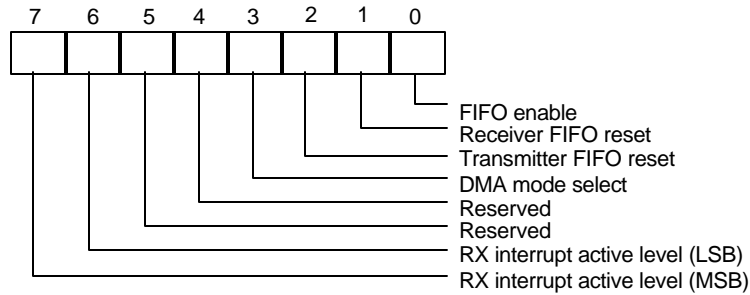 7 6 5 4 3 2 1 0
FIFO enable
Receiver FIFO reset
Transmitter FIFO reset
DMA mode select
Reserved
Reserved
RX interrupt active level (LSB)
RX interrupt active level (MSB)